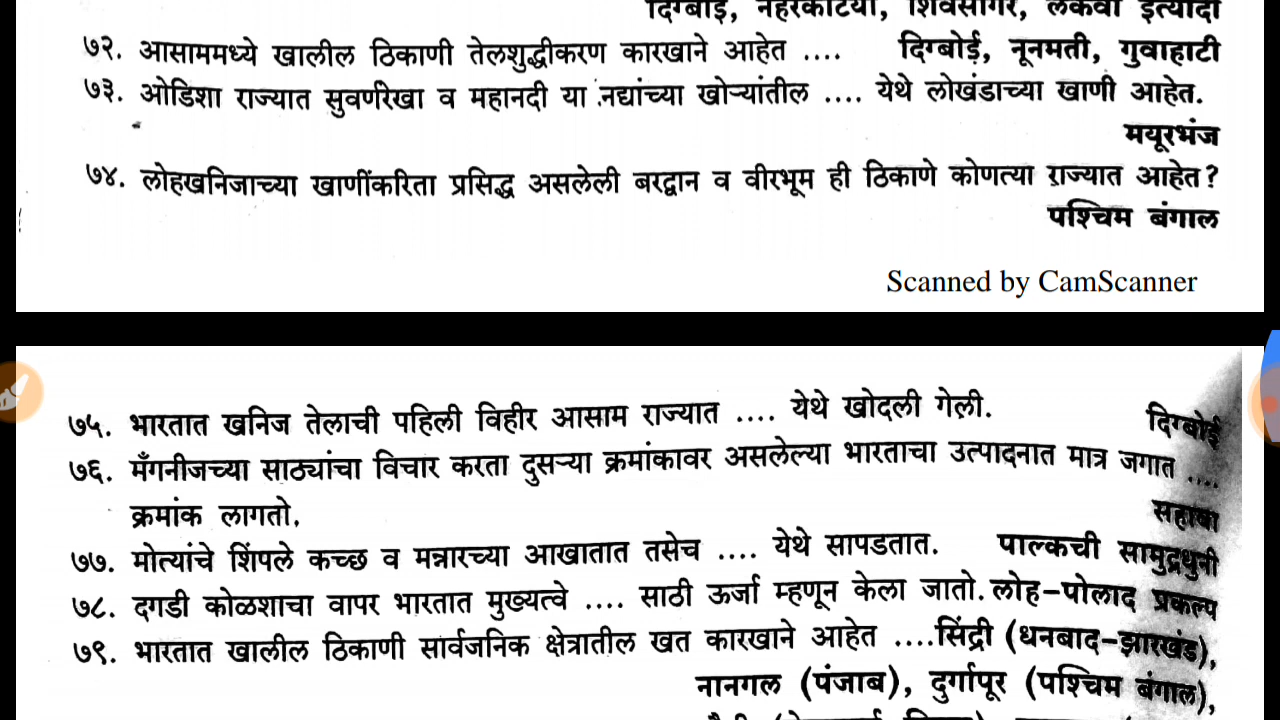 दिग्बोई, नहरकटिया, शिवसागर, लकवा इत्यादी
७२. आसाममध्ये खालील ठिकाणी तेलशुद्धीकरण कारखाने आहेत .... दिग्बोई, नूनमती, गुवाहाटी
७३. ओडिशा राज्यात सुवर्णरेखा व महानदी या नद्यांच्या खोऱ्यांतील .... येथे लोखंडाच्या खाणी आहेत.
मयूरभंज
७४. लोहखनिजाच्या खाणींकरिता प्रसिद्ध असलेली बरद्वान व वीरभूम ही ठिकाणे कोणत्या राज्यात आहेत?
पश्चिम बंगाल
Scanned by CamScanner
७५. भारतात खनिज तेलाची पहिली विहीर आसाम राज्यात .... येथे खोदली गेली. दिग्बोई
७६. मँगनीजच्या साठ्यांचा विचार करता दुसऱ्या क्रमांकावर असलेल्या भारताचा उत्पादनात मात्र जगात ....
क्रमांक लागतो. सहावा
७७. मोत्यांचे शिंपले कच्छ व मन्नारच्या आखातात तसेच .... येथे सापडतात. पाल्कची सामुद्रधुनी
७८. दगडी कोळशाचा वापर भारतात मुख्यत्वे .... साठी ऊर्जा म्हणून केला जातो. लोह-पोलाद प्रकल्प
७९. भारतात खालील ठिकाणी सार्वजनिक क्षेत्रातील खत कारखाने आहेत ....सिंद्री (धनबाद-झारखंड),
नानगल (पंजाब), दुर्गापूर (पश्चिम बंगाल),